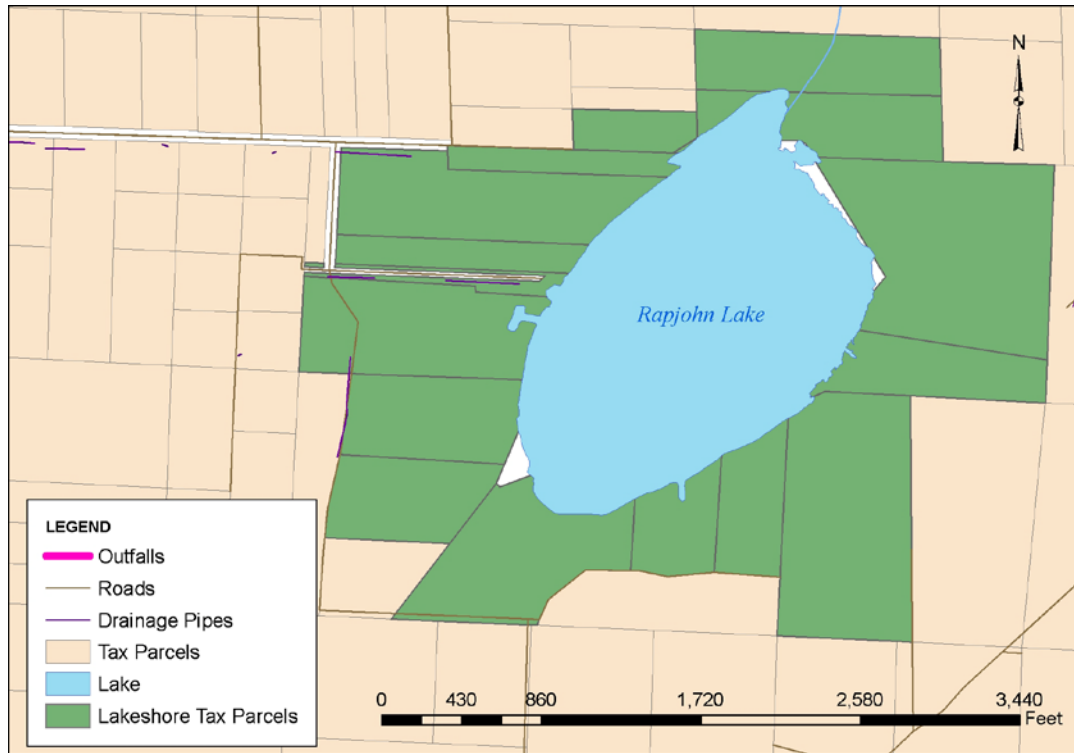 N
Rapjohn Lake
LEGEND
Outfalls
Roads
Drainage Pipes
Tax Parcels
Lake
Lakeshore Tax Parcels
0 430 860 1,720 2,580 3,440
Feet